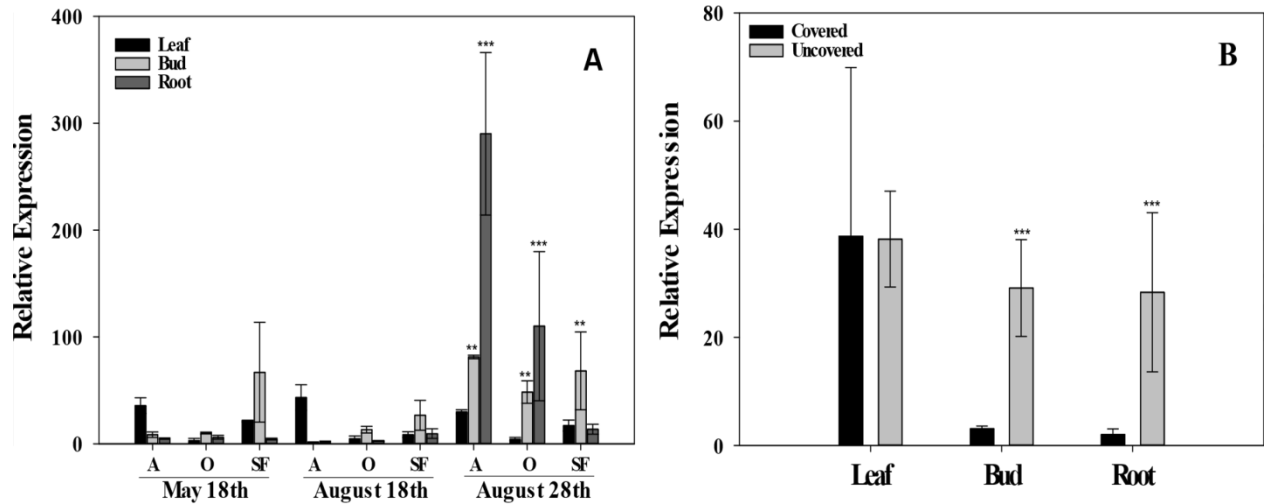 A
Relative Expression
400
300
200
100
0
Leaf
Bud
Root
***
***
**
**
**
A O SF A O SF A O SF
May 18th August 18th August 28th
B
Relative Expression
80
60
40
20
0
Covered
Uncovered
***
***
Leaf Bud Root